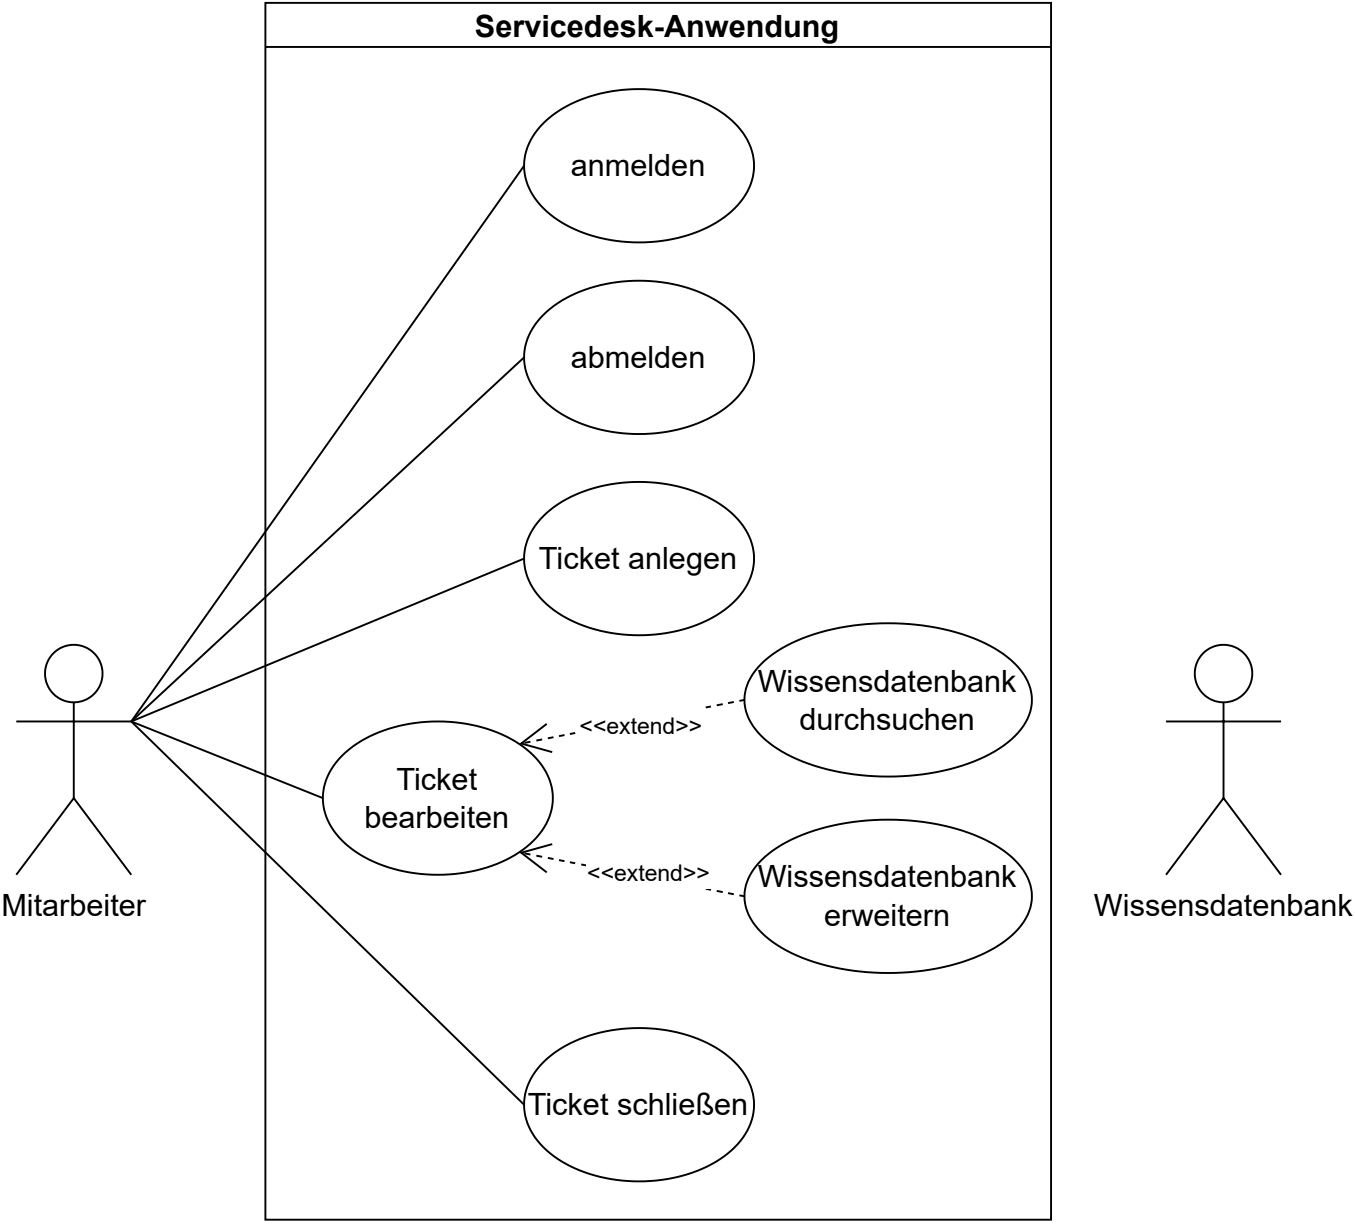 Servicedesk-Anwendung
anmelden
abmelden
Ticket anlegen
Wissensdatenbank
durchsuchen
<<extend>>
Ticket
bearbeiten
<<extend>>
Wissensdatenbank
erweitern
Mitarbeiter
Wissensdatenbank
Ticket schließen